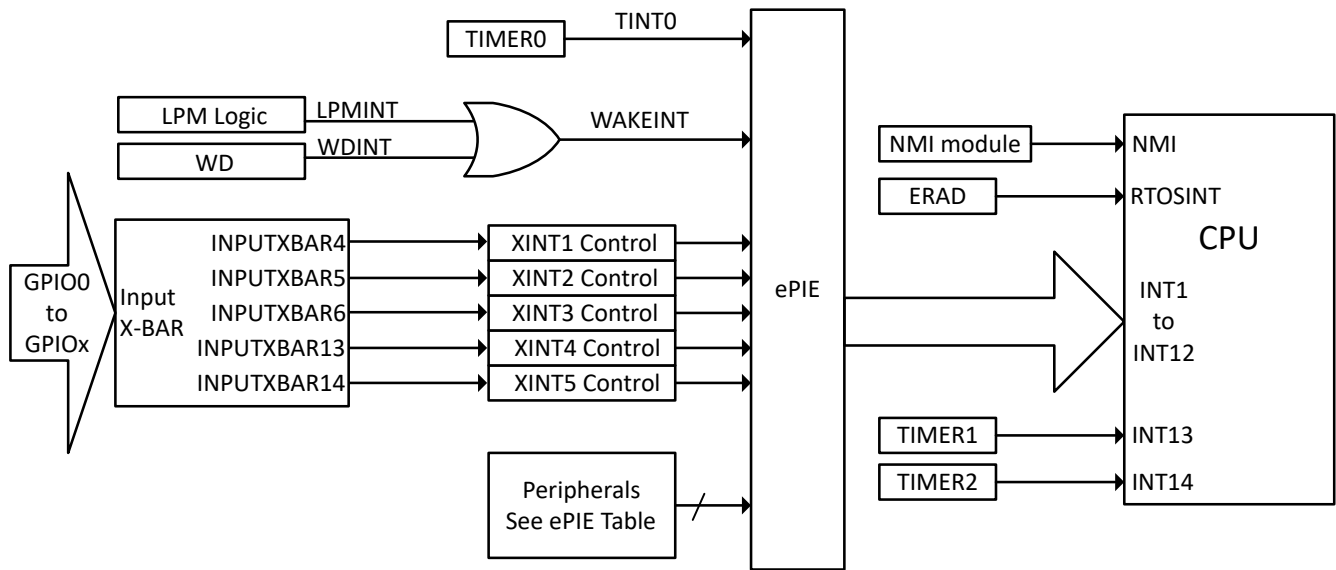 TINT0
TIMER0
LPM Logic
LPMINT
WAKEINT
WD
WDINT
NMI module
NMI
ERAD
RTOSINT
CPU
GPIO0
to
GPIOx
Input
X-BAR
INPUTXBAR4
INPUTXBAR5
INPUTXBAR6
INPUTXBAR13
INPUTXBAR14
XINT1 Control
XINT2 Control
XINT3 Control
XINT4 Control
XINT5 Control
ePIE
INT1
to
INT12
TIMER1
INT13
TIMER2
INT14
Peripherals
See ePIE Table